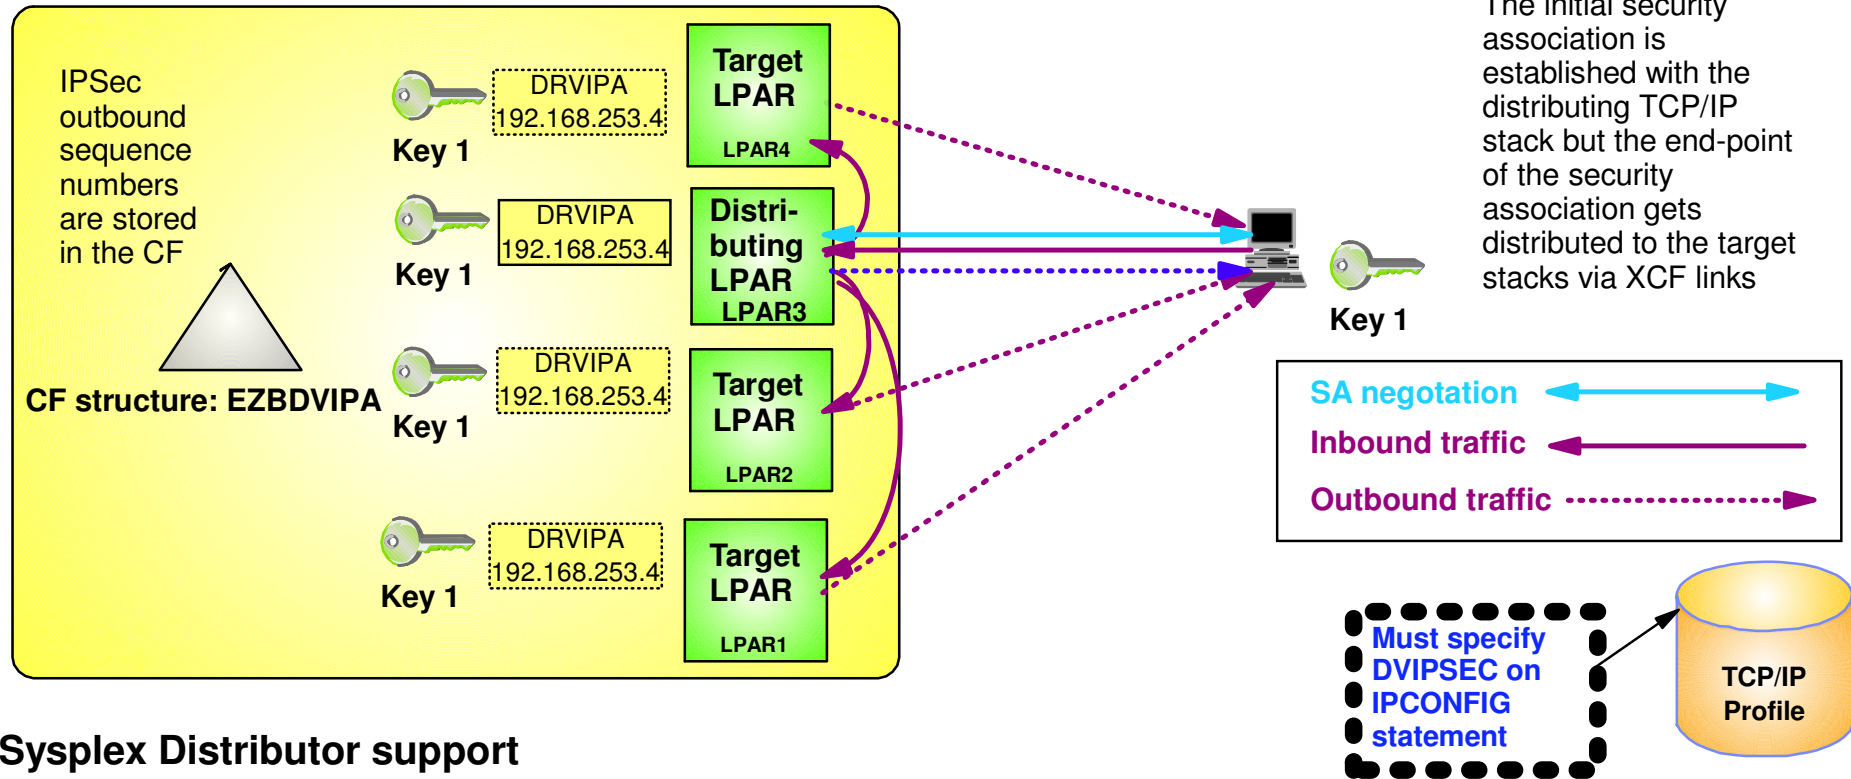 IPSec
outbound
sequence
numbers
are stored
in the CF
CF structure: EZBDVIPA
Key 1
DRVIPA
192.168.253.4
Target
LPAR
LPAR4
Key 1
DRVIPA
192.168.253.4
Distri-
buting
LPAR
LPAR3
Key 1
DRVIPA
192.168.253.4
Target
LPAR
LPAR2
Key 1
DRVIPA
192.168.253.4
Target
LPAR
LPAR1
Key 1
The initial security
association is
established with the
distributing TCP/IP
stack but the end-point
of the security
association gets
distributed to the target
stacks via XCF links
SA negotation
Inbound traffic
Outbound traffic
Must specify
DVIPSEC on
IPCONFIG
statement
TCP/IP
Profile
Sysplex Distributor support